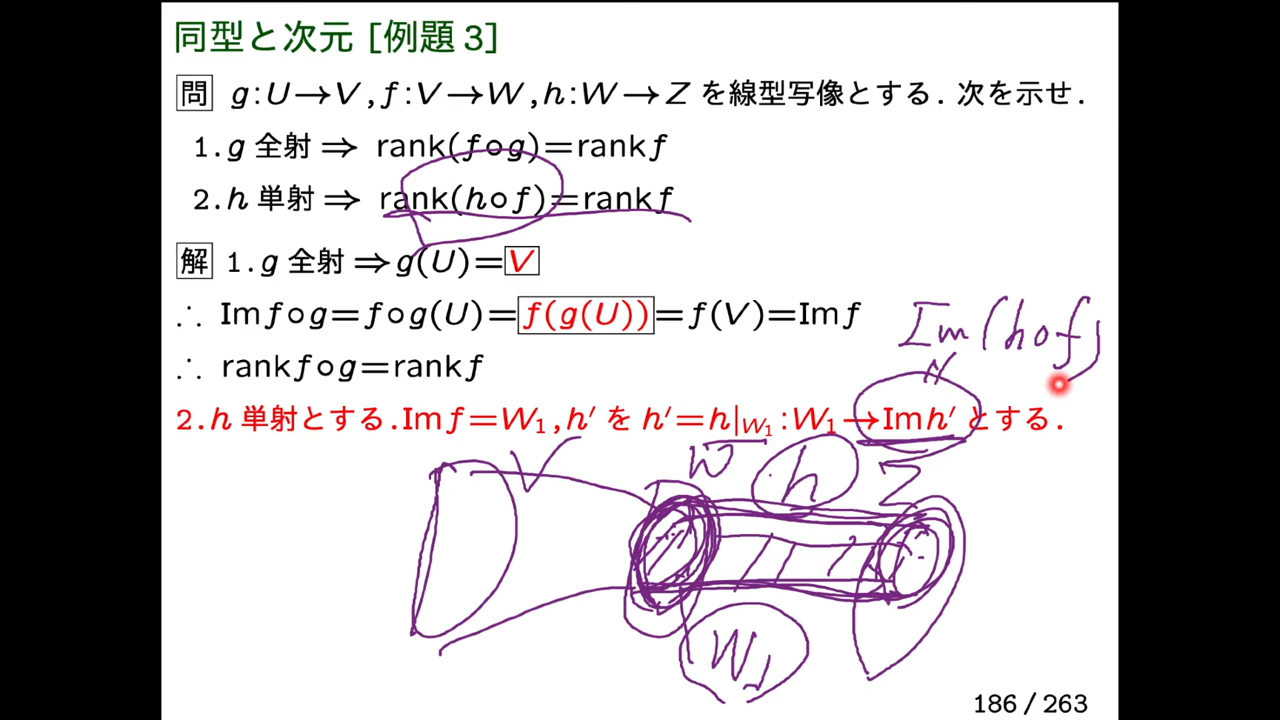 同型と次元 [例題 3]
問 g:U→V, f:V→W, h:W→Z を線型写像とする. 次を示せ.
1.g 全射 ⇒ rank(f∘g)=rank f
2.h 単射 ⇒ rank(h∘f)=rank f
解 1.g 全射 ⇒g(U)=V
∴ Im f∘g=f∘g(U)=f(g(U))=f(V)=Im f
Im(h∘f)
∴ rank f∘g=rank f
2.h 単射とする.Im f=W₁,h′ を h′=h|W₁:W₁→Im h′ とする.
V W h Z
W₁
186 / 263